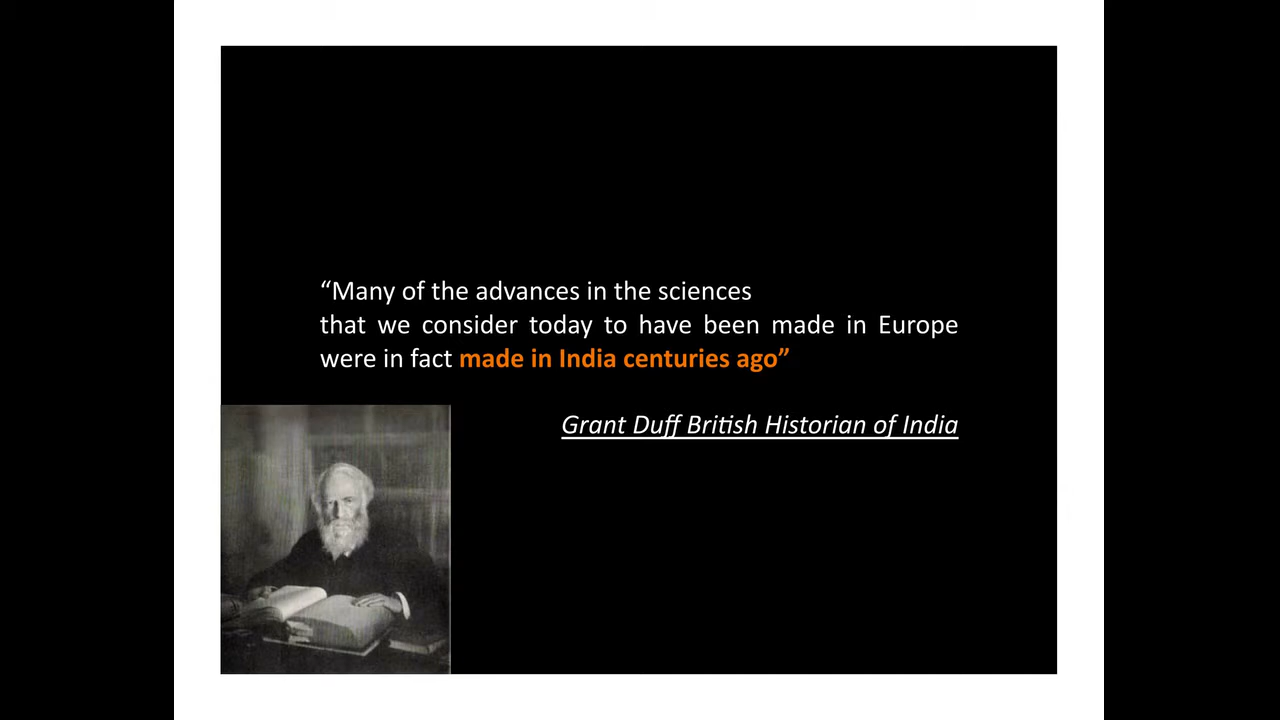 “Many of the advances in the sciences
that we consider today to have been made in Europe
were in fact made in India centuries ago”
Grant Duff British Historian of India